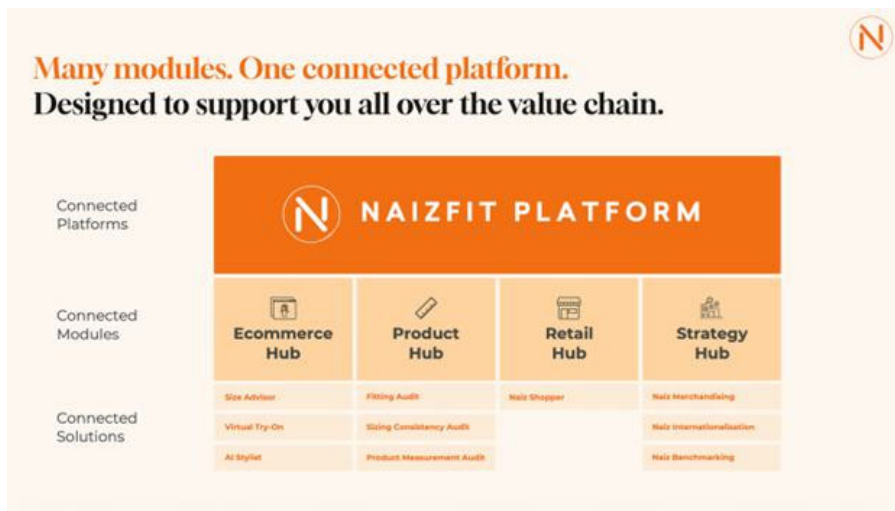 N
Many modules. One connected platform.
Designed to support you all over the value chain.
Connected
Platforms
N NAIZFIT PLATFORM
Connected
Modules
Ecommerce
Hub
Product
Hub
Retail
Hub
Strategy
Hub
Connected
Solutions
Size Advisor
Fitting Audit
Naiz Shopper
Naiz Merchandising
Virtual Try-On
Sizing Consistency Audit
Naiz Internationalisation
AI Stylist
Product Measurement Audit
Naiz Benchmarking